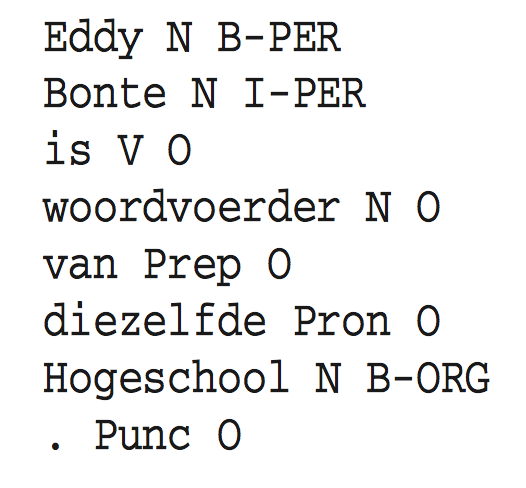 Eddy N B-PER
Bonte N I-PER
is V O
woordvoerder N O
van Prep O
diezelfde Pron O
Hogeschool N B-ORG
. Punc O